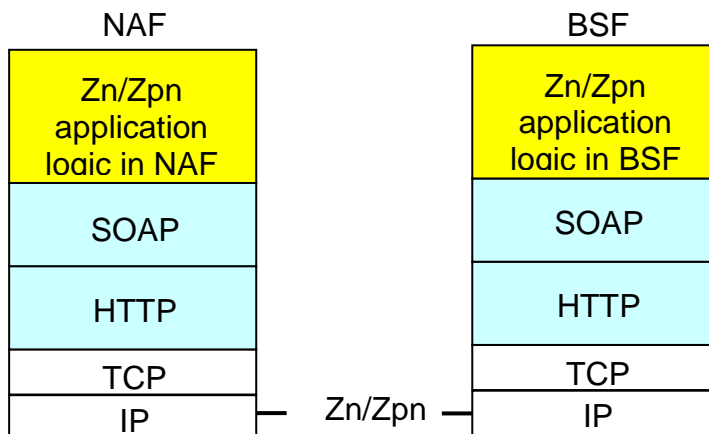 NAF
BSF
Zn/Zpn
application
logic in NAF
Zn/Zpn
application
logic in BSF
SOAP
SOAP
HTTP
HTTP
TCP
TCP
IP
Zn/Zpn
IP